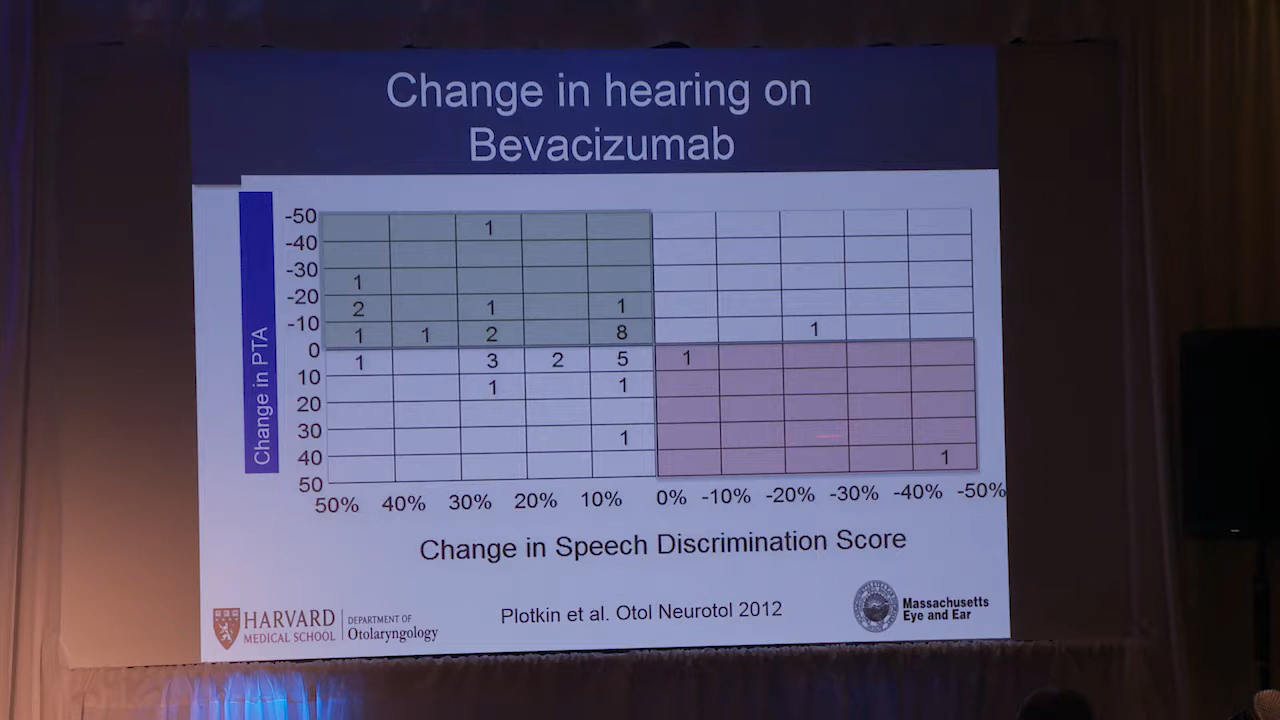 Change in hearing on
Bevacizumab
Change in PTA
-50
1
-40
-30
1
-20
2 1 1
-10
1 1 2 8 1
0
1 3 2 5 1
10
1 1
20
30
1
40
1
50
50% 40% 30% 20% 10% 0% -10% -20% -30% -40% -50%
Change in Speech Discrimination Score
HARVARD
MEDICAL SCHOOL
DEPARTMENT OF
Otolaryngology
Plotkin et al. Otol Neurotol 2012
Massachusetts
Eye and Ear